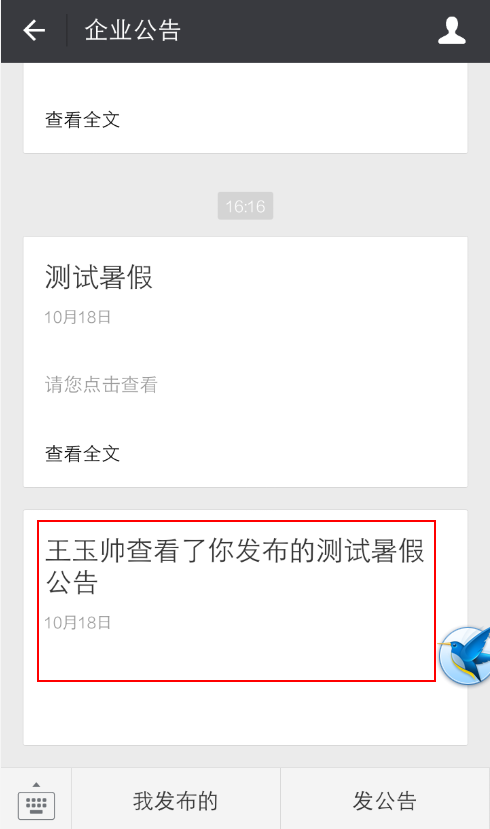 企业公告
查看全文
16:16
测试暑假
10月18日
请您点击查看
查看全文
王玉帅查看了你发布的测试暑假
公告
10月18日
我发布的
发公告